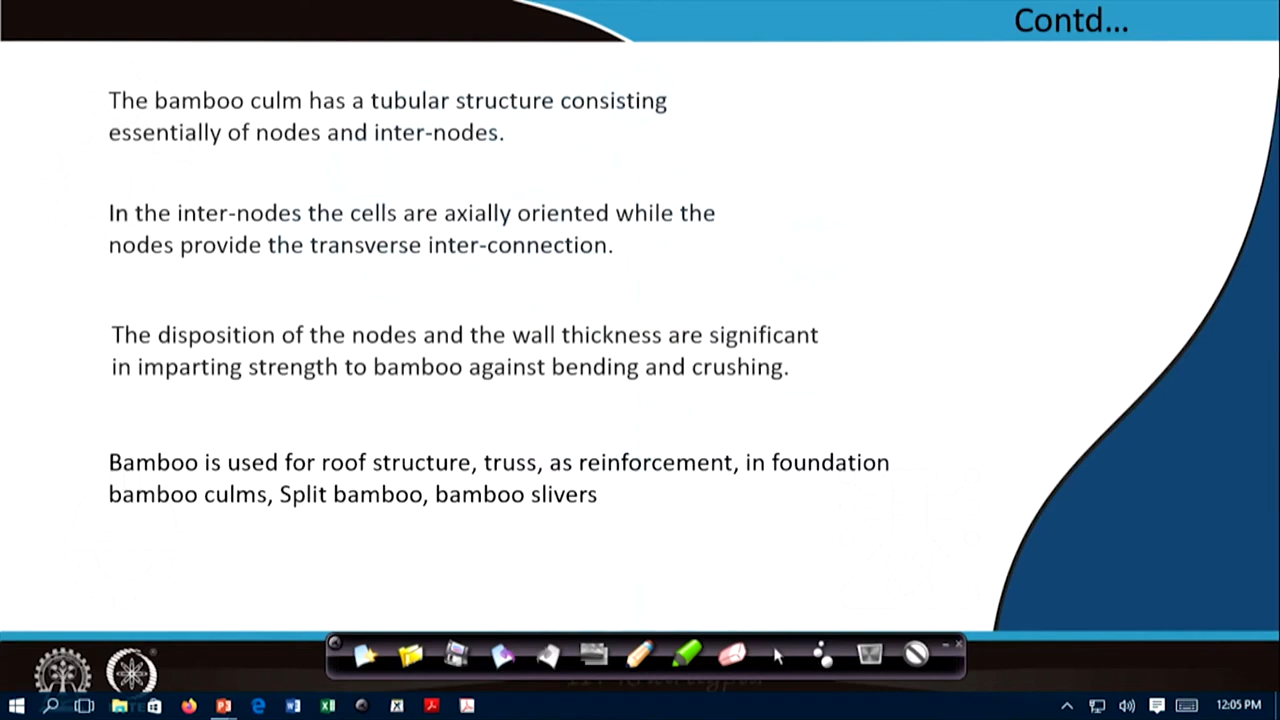 Contd...
The bamboo culm has a tubular structure consisting
essentially of nodes and inter-nodes.
In the inter-nodes the cells are axially oriented while the
nodes provide the transverse inter-connection.
The disposition of the nodes and the wall thickness are significant
in imparting strength to bamboo against bending and crushing.
Bamboo is used for roof structure, truss, as reinforcement, in foundation
bamboo culms, Split bamboo, bamboo slivers
12:05 PM